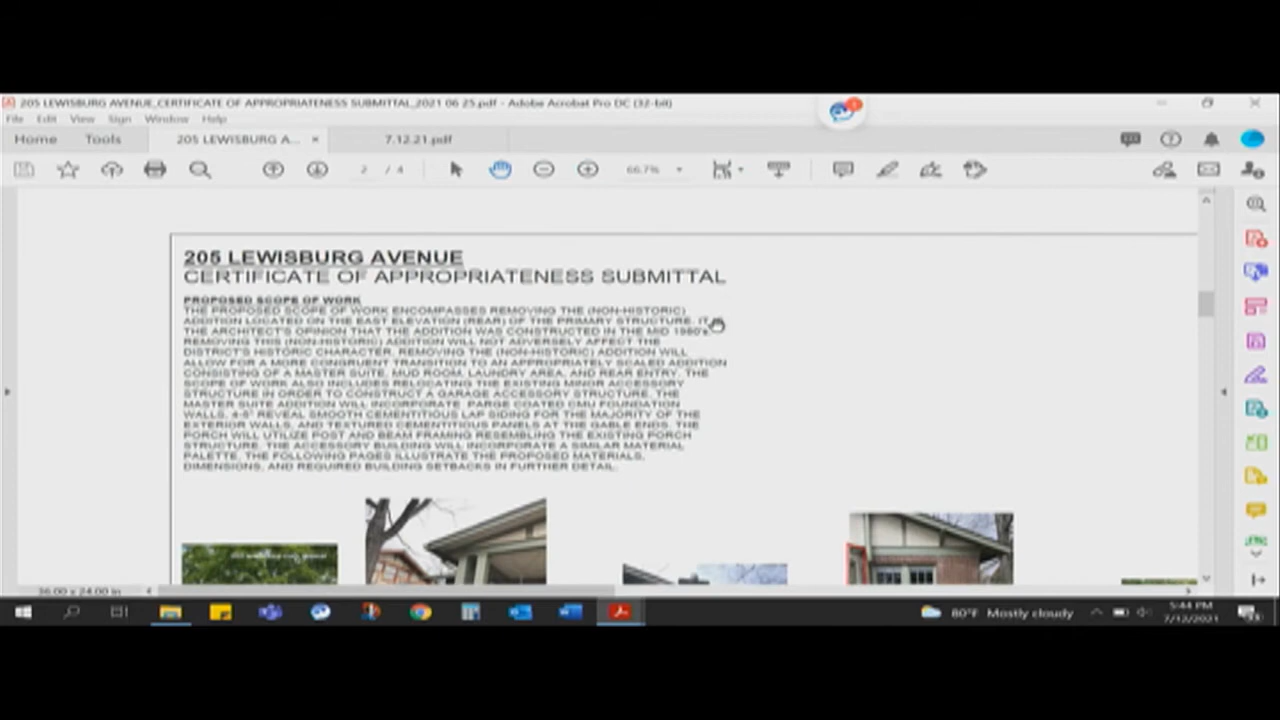 205 LEWISBURG AVENUE_CERTIFICATE OF APPROPRIATENESS SUBMITTAL_2021 06 25.pdf - Adobe Acrobat Pro DC (32-bit)
File Edit View Sign Window Help
Home Tools 205 LEWISBURG A... × 7.12.21.pdf
2 / 4 66.7%
205 LEWISBURG AVENUE
CERTIFICATE OF APPROPRIATENESS SUBMITTAL
PROPOSED SCOPE OF WORK
THE PROPOSED SCOPE OF WORK ENCOMPASSES REMOVING THE (NON-HISTORIC)
ADDITION LOCATED ON THE EAST ELEVATION (REAR) OF THE PRIMARY STRUCTURE. IT
THE ARCHITECT'S OPINION THAT THE ADDITION WAS CONSTRUCTED IN THE MID 1980's.
REMOVING THIS (NON-HISTORIC) ADDITION WILL NOT ADVERSELY AFFECT THE
DISTRICT'S HISTORIC CHARACTER. REMOVING THE (NON-HISTORIC) ADDITION WILL
ALLOW FOR A MORE CONGRUENT TRANSITION TO AN APPROPRIATELY SCALED ADDITION
CONSISTING OF A MASTER SUITE, MUD ROOM, LAUNDRY AREA, AND REAR ENTRY. THE
SCOPE OF WORK ALSO INCLUDES RELOCATING THE EXISTING MINOR ACCESSORY
STRUCTURE IN ORDER TO CONSTRUCT A GARAGE ACCESSORY STRUCTURE. THE
MASTER SUITE ADDITION WILL INCORPORATE PARGE COATED CMU FOUNDATION
WALLS, 4-5" REVEAL SMOOTH CEMENTITIOUS LAP SIDING FOR THE MAJORITY OF THE
EXTERIOR WALLS, AND TEXTURED CEMENTITIOUS PANELS AT THE GABLE ENDS. THE
PORCH WILL UTILIZE POST AND BEAM FRAMING RESEMBLING THE EXISTING PORCH
STRUCTURE. THE ACCESSORY BUILDING WILL INCORPORATE A SIMILAR MATERIAL
PALETTE. THE FOLLOWING PAGES ILLUSTRATE THE PROPOSED MATERIALS,
DIMENSIONS, AND REQUIRED BUILDING SETBACKS IN FURTHER DETAIL.
36.00 x 24.00 in
80°F Mostly cloudy
5:44 PM
7/12/2021